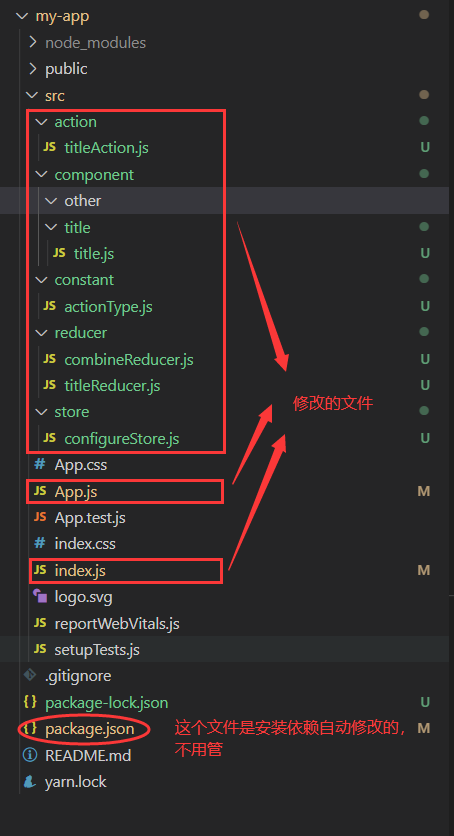 my-app
node_modules
public
src
action
JS titleAction.js U
component
other
title
JS title.js U
constant
JS actionType.js U
reducer
JS combineReducer.js U
JS titleReducer.js U
修改的文件
store
JS configureStore.js U
# App.css
JS App.js M
JS App.test.js
# index.css
JS index.js M
logo.svg
JS reportWebVitals.js
JS setupTests.js
.gitignore
{} package-lock.json U
{} package.json M
这个文件是安装依赖自动修改的，
不用管
README.md
yarn.lock